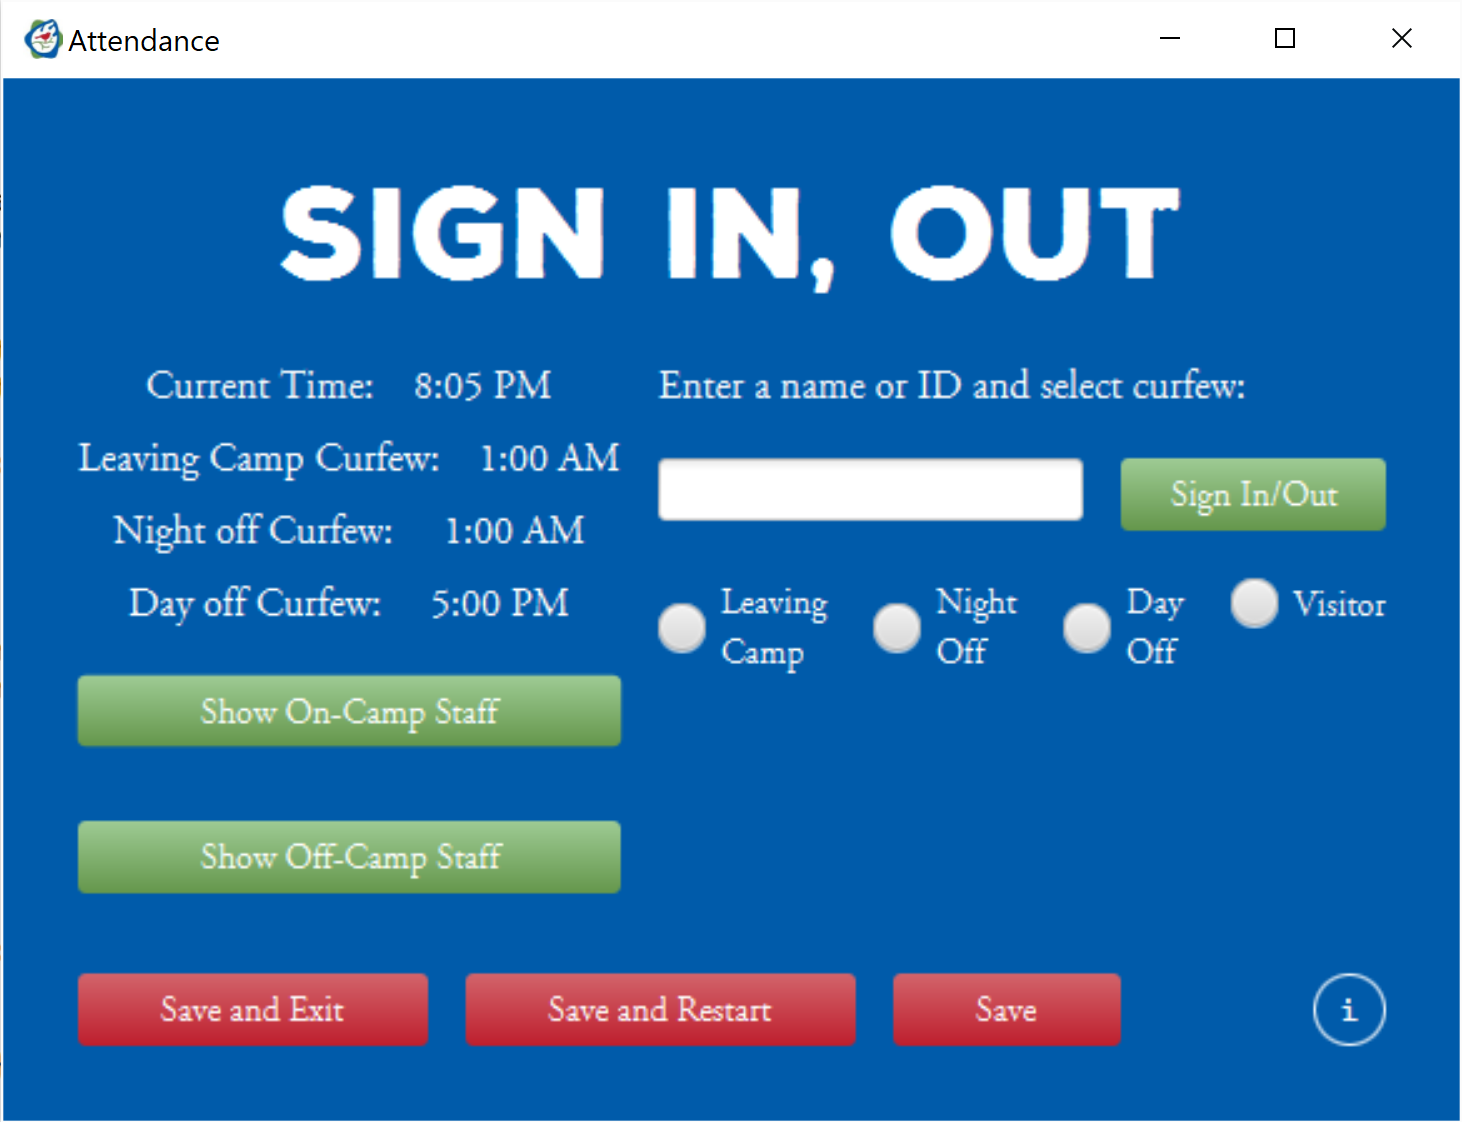 Attendance
SIGN IN, OUT
Current Time: 8:05 PM
Leaving Camp Curfew: 1:00 AM
Night off Curfew: 1:00 AM
Day off Curfew: 5:00 PM
Show On-Camp Staff
Show Off-Camp Staff
Enter a name or ID and select curfew:
Sign In/Out
Leaving
Camp
Night
Off
Day
Off
Visitor
Save and Exit
Save and Restart
Save
i